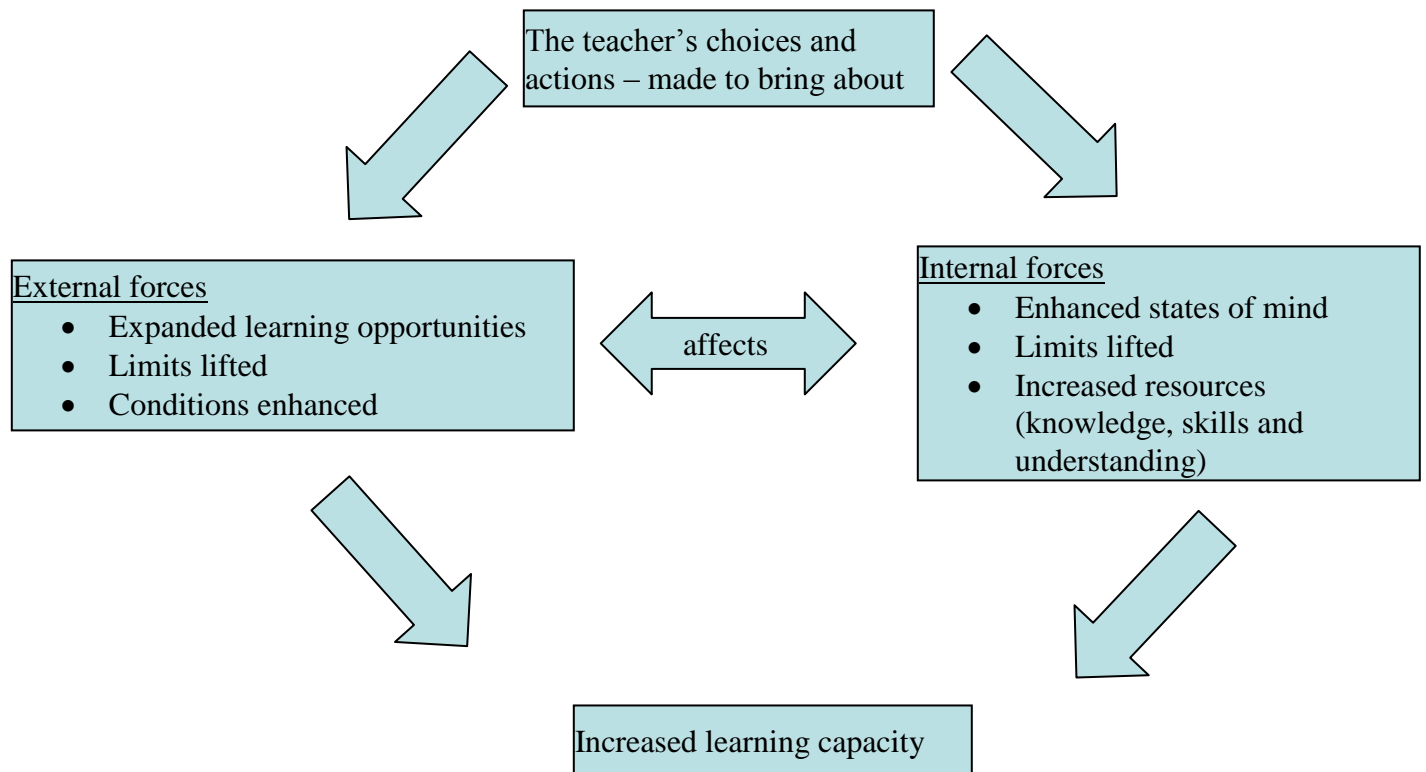 The teacher’s choices and
actions – made to bring about
External forces
• Expanded learning opportunities
• Limits lifted
• Conditions enhanced
affects
Internal forces
• Enhanced states of mind
• Limits lifted
• Increased resources
(knowledge, skills and
understanding)
Increased learning capacity